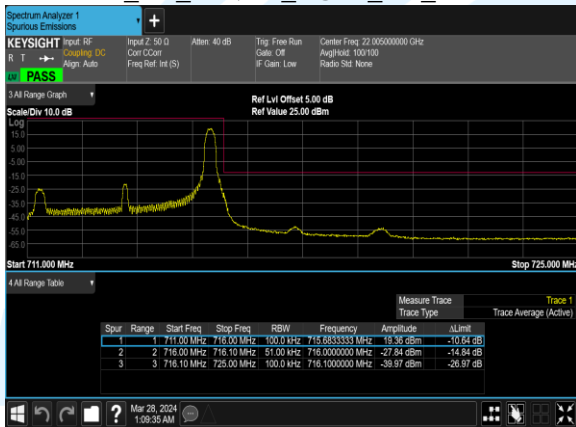 Spectrum Analyzer 1
Spurious Emissions
+
KEYSIGHT Input: RF Input Z: 50 Ω Atten: 40 dB Trig: Free Run Center Freq: 22.005000000 GHz
R T Coupling: DC Corr CCorr Gate: Off Avg|Hold: 100/100
Align: Auto Freq Ref: Int (S) IF Gain: Low Radio Std: None
PASS
3 All Range Graph
Ref Lvl Offset 5.00 dB
Scale/Div 10.0 dB Ref Value 25.00 dBm
Log
15.0
5.00
-5.00
-15.0
-25.0
-35.0
-45.0
-55.0
-65.0
Start 711.000 MHz Stop 725.000 MHz
4 All Range Table
Measure Trace Trace 1
Trace Type Trace Average (Active)
Spur Range Start Freq Stop Freq RBW Frequency Amplitude ΔLimit
1 1 711.00 MHz 716.00 MHz 100.0 kHz 715.6833333 MHz 19.36 dBm -10.64 dB
2 2 716.00 MHz 716.10 MHz 51.00 kHz 716.0000000 MHz -27.84 dBm -14.84 dB
3 3 716.10 MHz 725.00 MHz 100.0 kHz 716.1000000 MHz -39.97 dBm -26.97 dB
? Mar 28, 2024
1:09:35 AM